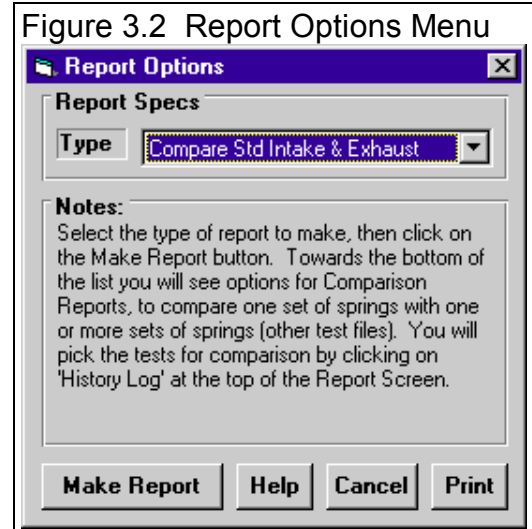 Figure 3.2  Report Options Menu
Report Options
Report Specs
Type
Compare Std Intake & Exhaust
Notes:
Select the type of report to make, then click on
the Make Report button.  Towards the bottom of
the list you will see options for Comparison
Reports, to compare one set of springs with one
or more sets of springs (other test files).  You will
pick the tests for comparison by clicking on
'History Log' at the top of the Report Screen.
Make Report
Help
Cancel
Print